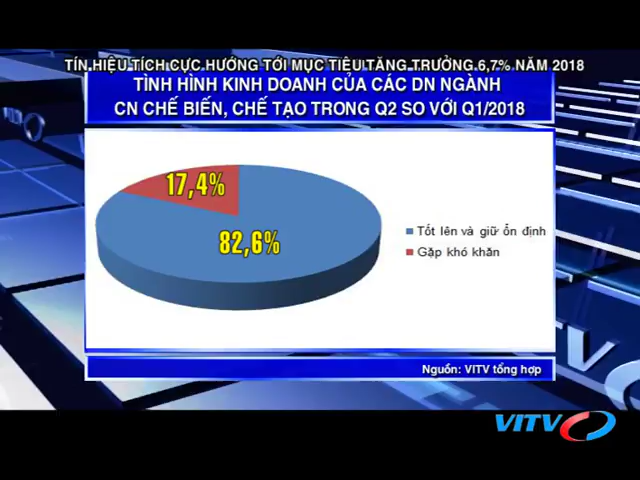 TÍN HIỆU TÍCH CỰC HƯỚNG TỚI MỤC TIÊU TĂNG TRƯỞNG 6,7% NĂM 2018
TÌNH HÌNH KINH DOANH CỦA CÁC DN NGÀNH
CN CHẾ BIẾN, CHẾ TẠO TRONG Q2 SO VỚI Q1/2018
17,4%
82,6%
Tốt lên và giữ ổn định
Gặp khó khăn
Nguồn: VITV tổng hợp
VITV